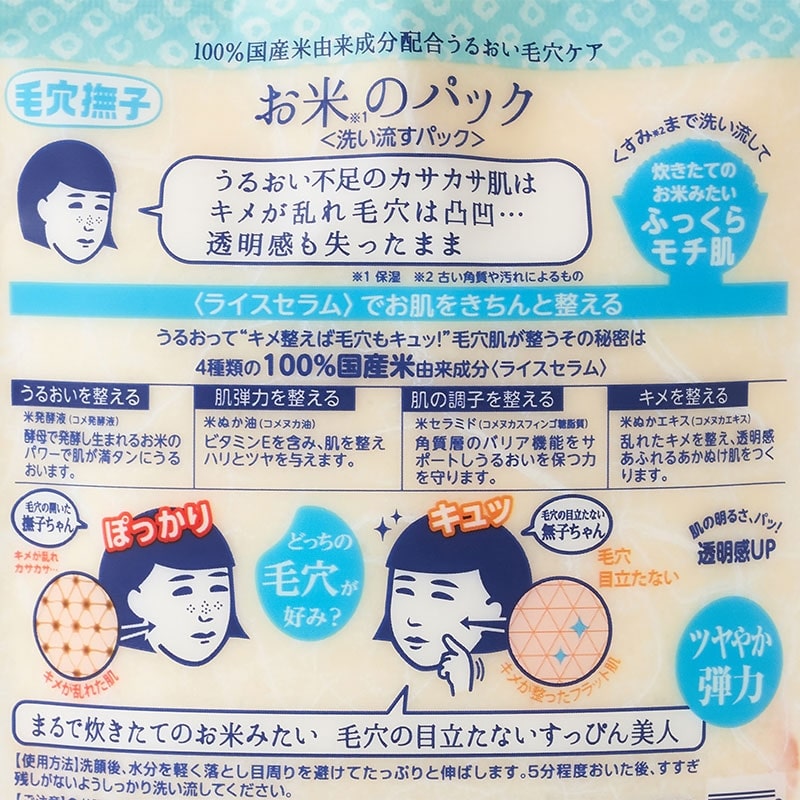 100%国産米由来成分配合うるおい毛穴ケア
毛穴撫子
お米※1のパック
<洗い流すパック>
くすみ※2まで洗い流して
炊きたての
お米みたい
ふっくら
モチ肌
うるおい不足のカサカサ肌は
キメが乱れ毛穴は凸凹…
透明感も失ったまま
※1 保湿 ※2 古い角質や汚れによるもの
〈ライスセラム〉でお肌をきちんと整える
うるおって“キメ整えば毛穴もキュッ!”毛穴肌が整うその秘密は
4種類の100%国産米由来成分〈ライスセラム〉
うるおいを整える
米発酵液(コメ発酵液)
酵母で発酵し生まれるお米の
パワーで肌が満タンにうる
おいます。
肌弾力を整える
米ぬか油(コメヌカ油)
ビタミンEを含み、肌を整え
ハリとツヤを与えます。
肌の調子を整える
米セラミド(コメヌカスフィンゴ糖脂質)
角質層のバリア機能をサ
ポートしうるおいを保つ力
を守ります。
キメを整える
米ぬかエキス(コメヌカエキス)
乱れたキメを整え、透明感
あふれるあかぬけ肌をつく
ります。
毛穴の開いた
撫子ちゃん
ぽっかり
キメが乱れ
カサカサ…
キメが乱れた肌
どっちの
毛穴が
好み?
キュッ
毛穴の目立たない
撫子ちゃん
毛穴
目立たない
キメが整ったフラット肌
肌の明るさ、パッ!
透明感UP
ツヤやか
弾力
まるで炊きたてのお米みたい 毛穴の目立たないすっぴん美人
【使用方法】洗顔後、水分を軽く落とし目周りを避けてたっぷりと伸ばします。5分程度おいた後、すすぎ
残しがないようしっかり洗い流してください。